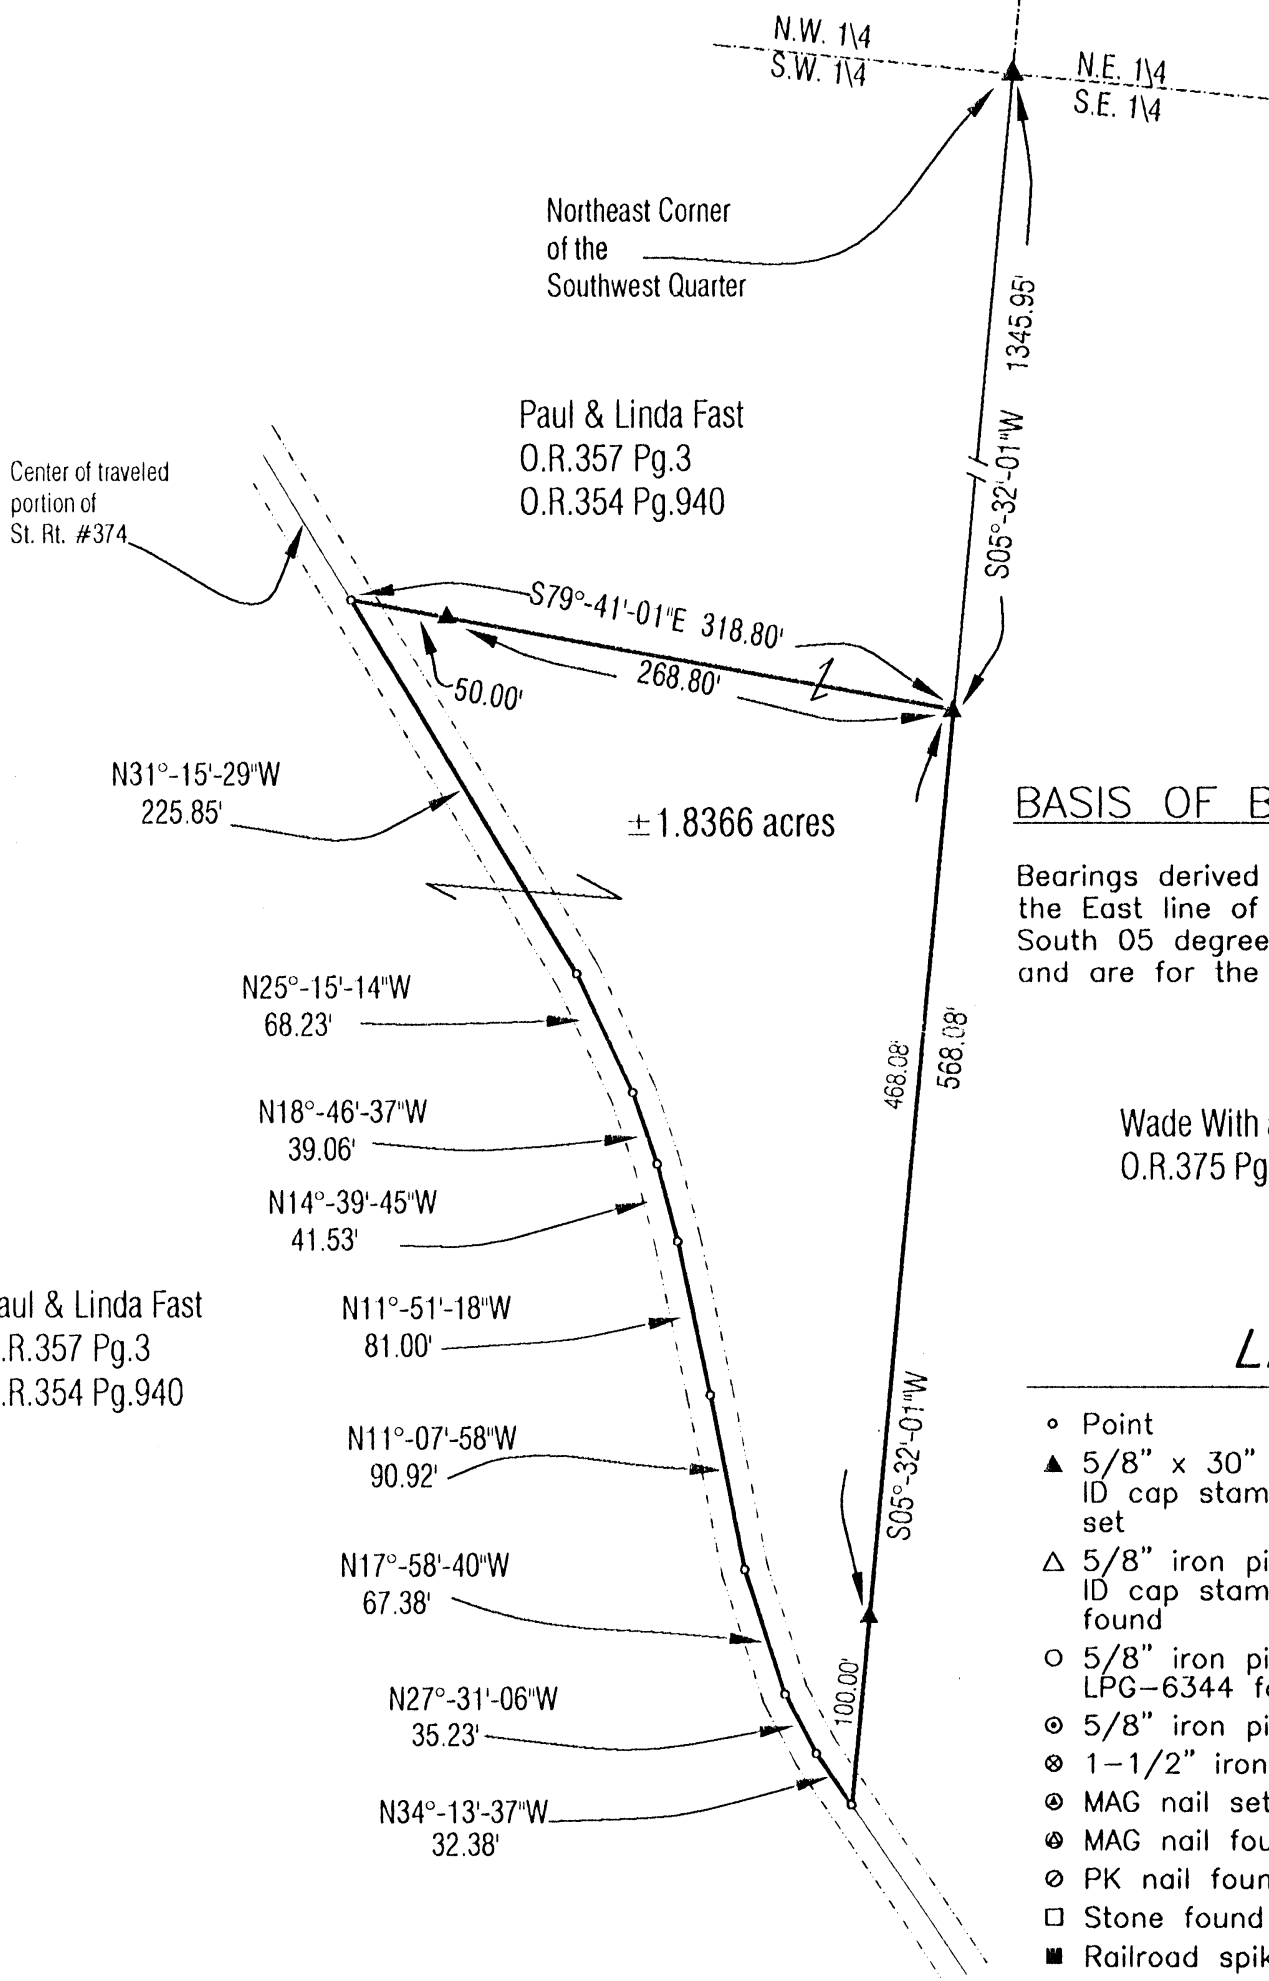 N.W. 1\4
S.W. 1\4
N.E. 1\4
S.E. 1\4
Northeast Corner
of the
Southwest Quarter
S05°-32'-01"W 1345.95'
Paul & Linda Fast
O.R.357 Pg.3
O.R.354 Pg.940
Center of traveled
portion of
St. Rt. #374
S79°-41'-01"E 318.80'
268.80'
50.00'
N31°-15'-29"W
225.85'
±1.8366 acres
BASIS OF B
Bearings derived
the East line of
South 05 degree
and are for the
N25°-15'-14"W
68.23'
468.08'
568.08'
N18°-46'-37"W
39.06'
Wade With
O.R.375 Pg
N14°-39'-45"W
41.53'
aul & Linda Fast
.R.357 Pg.3
.R.354 Pg.940
N11°-51'-18"W
81.00'
S05°-32'-01"W
N11°-07'-58"W
90.92'
N17°-58'-40"W
67.38'
100.00'
N27°-31'-06"W
35.23'
N34°-13'-37"W
32.38'
L
Point
5/8" x 30"
ID cap stam
set
5/8" iron pi
ID cap stam
found
5/8" iron pi
LPG-6344 fo
5/8" iron pi
1-1/2" iron
MAG nail set
MAG nail fou
PK nail foun
Stone found
Railroad spik